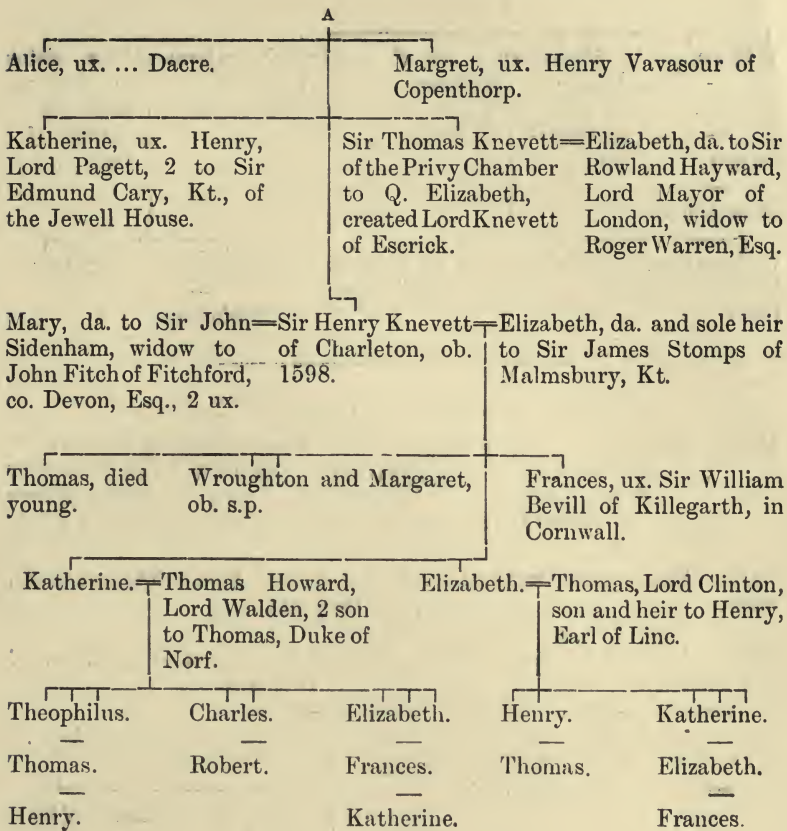 A
Alice, ux. ... Dacre.
Margret, ux. Henry Vavasour of
Copenthorp.
Katherine, ux. Henry,
Lord Pagett, 2 to Sir
Edmund Cary, Kt., of
the Jewell House.
Sir Thomas Knevett=Elizabeth, da. to Sir
of the Privy Chamber Rowland Hayward,
to Q. Elizabeth, Lord Mayor of
created Lord Knevett London, widow to
of Escrick. Roger Warren, Esq.
Mary, da. to Sir John=Sir Henry Knevett=Elizabeth, da. and sole heir
Sidenham, widow to of Charleton, ob. to Sir James Stomps of
John Fitch of Fitchford, 1598. Malmsbury, Kt.
co. Devon, Esq., 2 ux.
Thomas, died
young.
Wroughton and Margaret,
ob. s.p.
Frances, ux. Sir William
Bevill of Killegarth, in
Cornwall.
Katherine.=Thomas Howard,
Lord Walden, 2 son
to Thomas, Duke of
Norf.
Elizabeth.=Thomas, Lord Clinton,
son and heir to Henry,
Earl of Linc.
Theophilus. Charles. Elizabeth. Henry. Katherine.
Thomas. Robert. Frances. Thomas. Elizabeth.
Henry. Katherine. Frances.